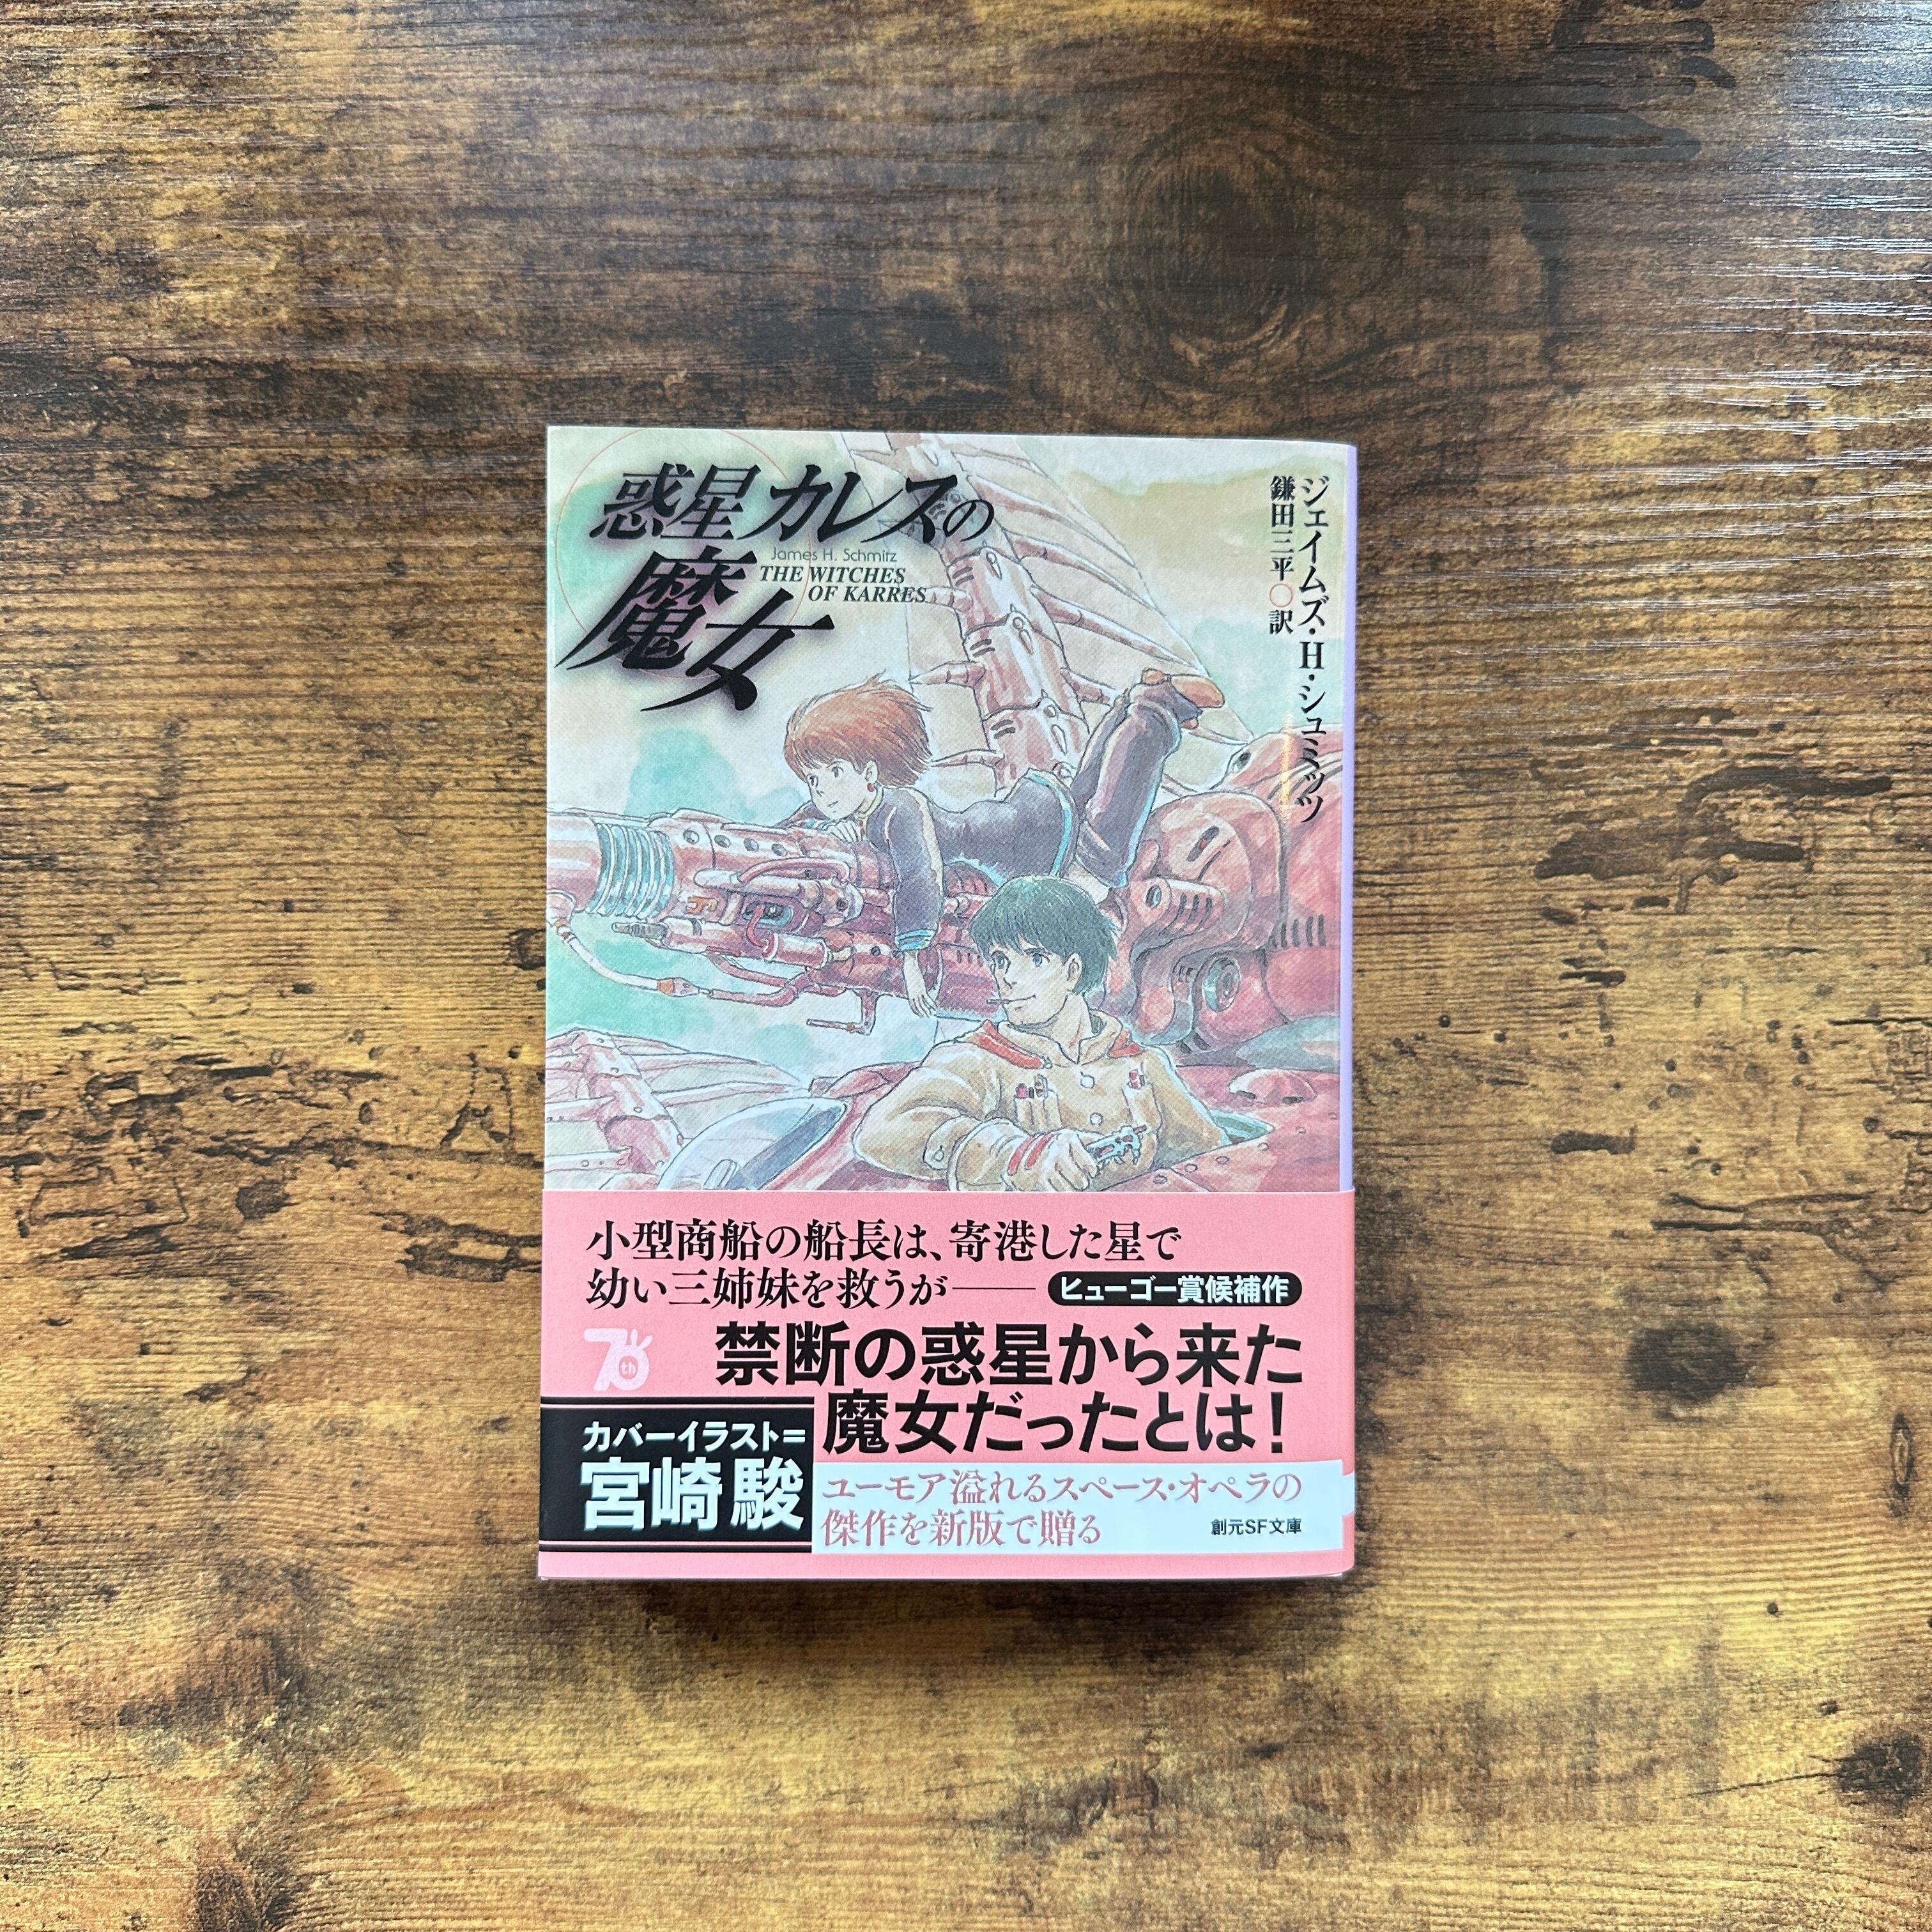 惑星カレスの
魔女
James H. Schmitz
THE WITCHES
OF KARRES
ジェイムズ・H・シュミッツ
鎌田三平○訳
小型商船の船長は、寄港した星で
幼い三姉妹を救うが――
ヒューゴー賞候補作
70th
禁断の惑星から来た
魔女だったとは!
カバーイラスト=
宮崎駿
ユーモア溢れるスペース・オペラの
傑作を新版で贈る
創元SF文庫